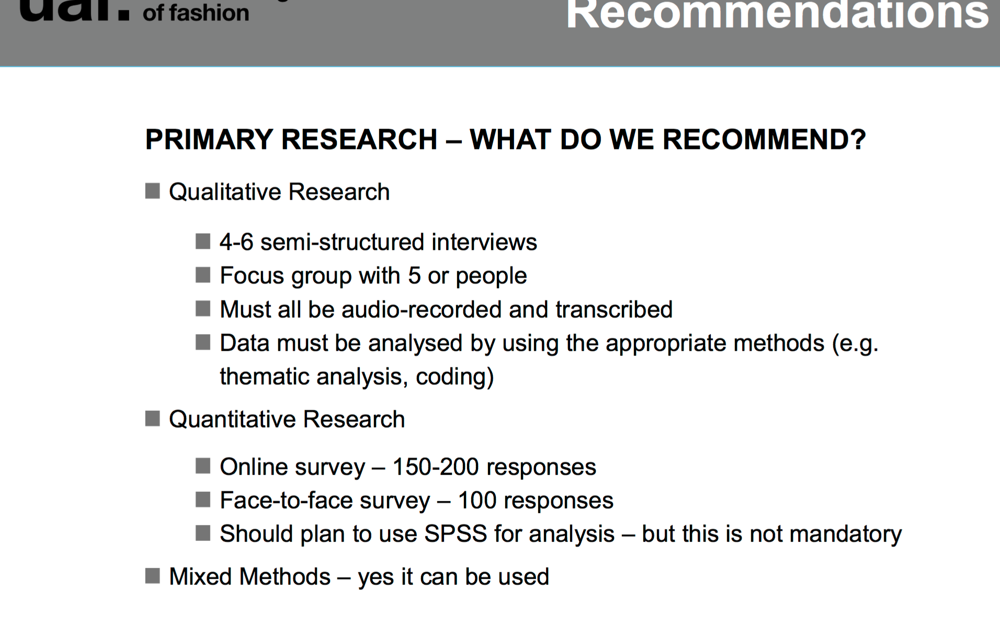 ual: of fashion
Recommendations
PRIMARY RESEARCH – WHAT DO WE RECOMMEND?
Qualitative Research
4-6 semi-structured interviews
Focus group with 5 or people
Must all be audio-recorded and transcribed
Data must be analysed by using the appropriate methods (e.g.
thematic analysis, coding)
Quantitative Research
Online survey – 150-200 responses
Face-to-face survey – 100 responses
Should plan to use SPSS for analysis – but this is not mandatory
Mixed Methods – yes it can be used